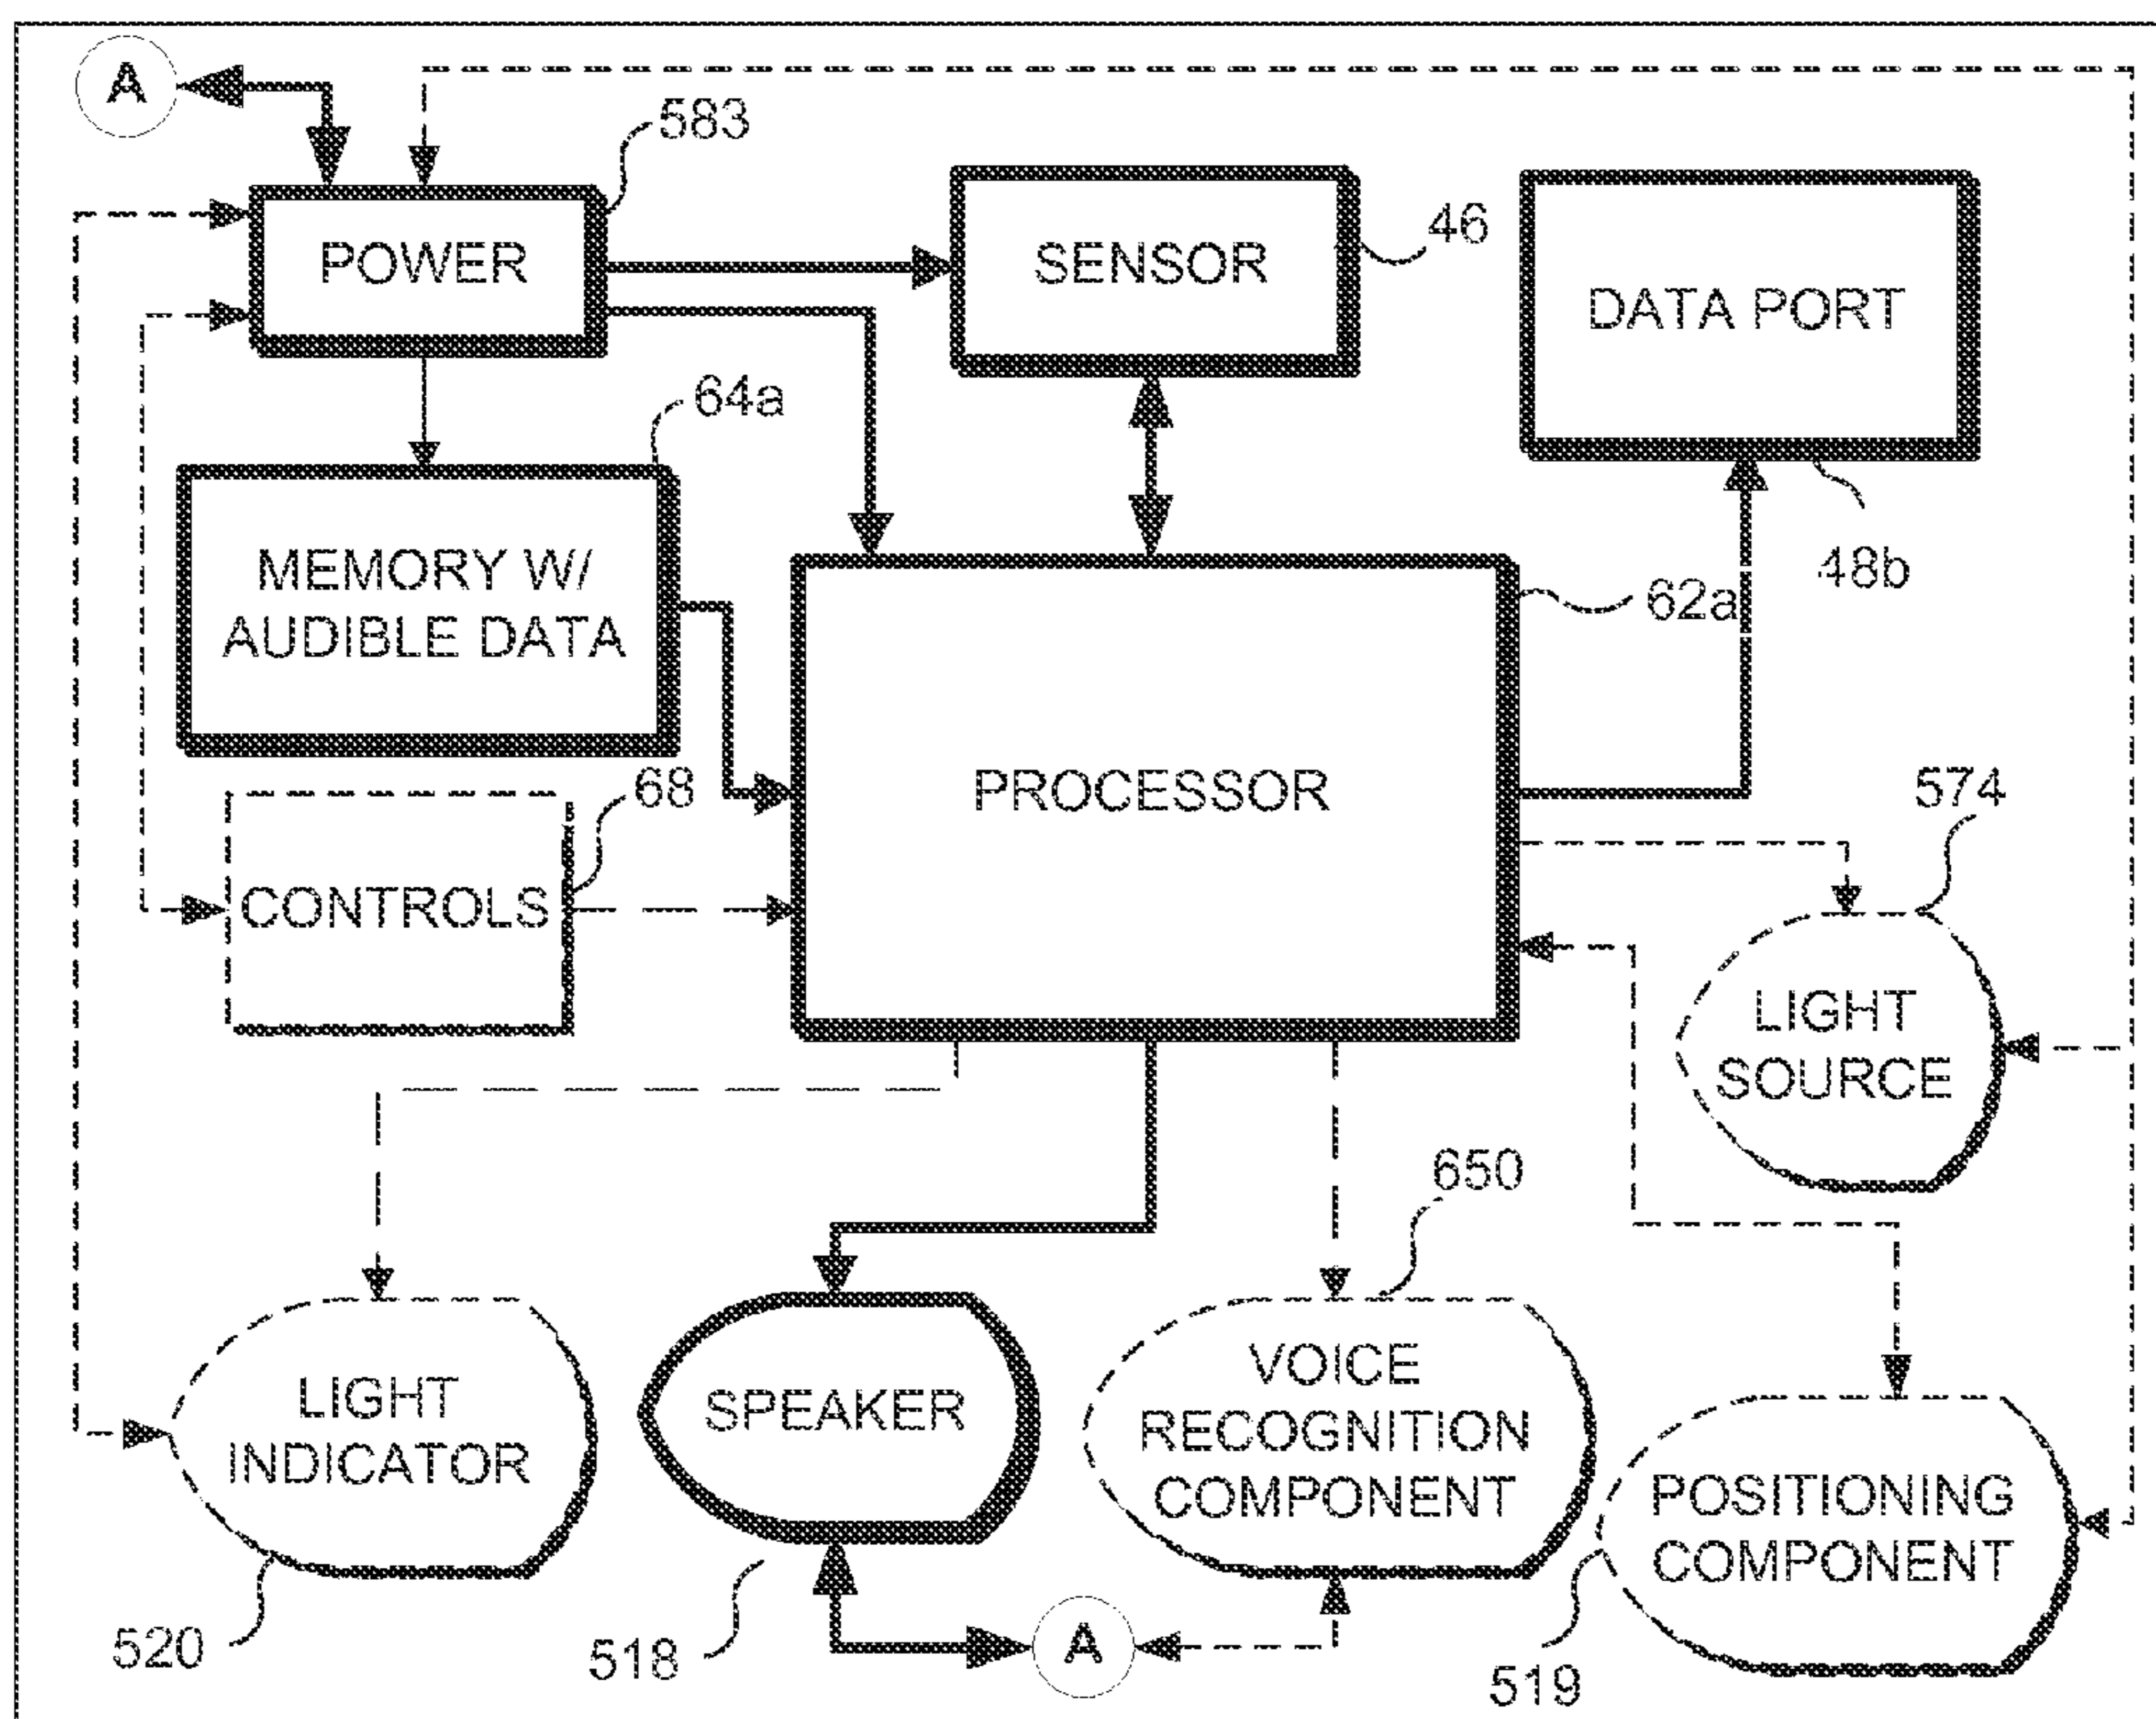 A
583
POWER
SENSOR
46
DATA PORT
64a
48b
MEMORY W/
AUDIBLE DATA
62a
68
PROCESSOR
574
CONTROLS
LIGHT
SOURCE
650
LIGHT
INDICATOR
SPEAKER
VOICE
RECOGNITION
COMPONENT
POSITIONING
COMPONENT
520
518
A
519